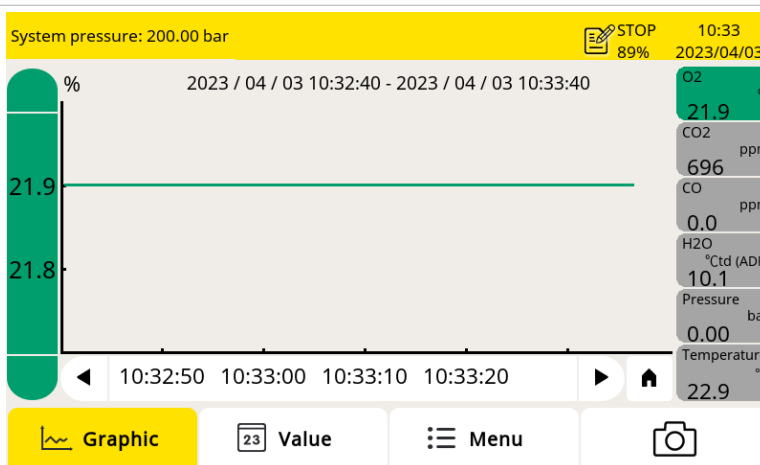 System pressure: 200.00 bar
STOP
89%
10:33
2023/04/03
%
2023 / 04 / 03 10:32:40 - 2023 / 04 / 03 10:33:40
21.9
21.8
10:32:50 10:33:00 10:33:10 10:33:20
O2
21.9
CO2
696
CO
0.0
H2O
°Ctd
10.1
Pressure
0.00
22.9
Graphic
23
Value
Menu